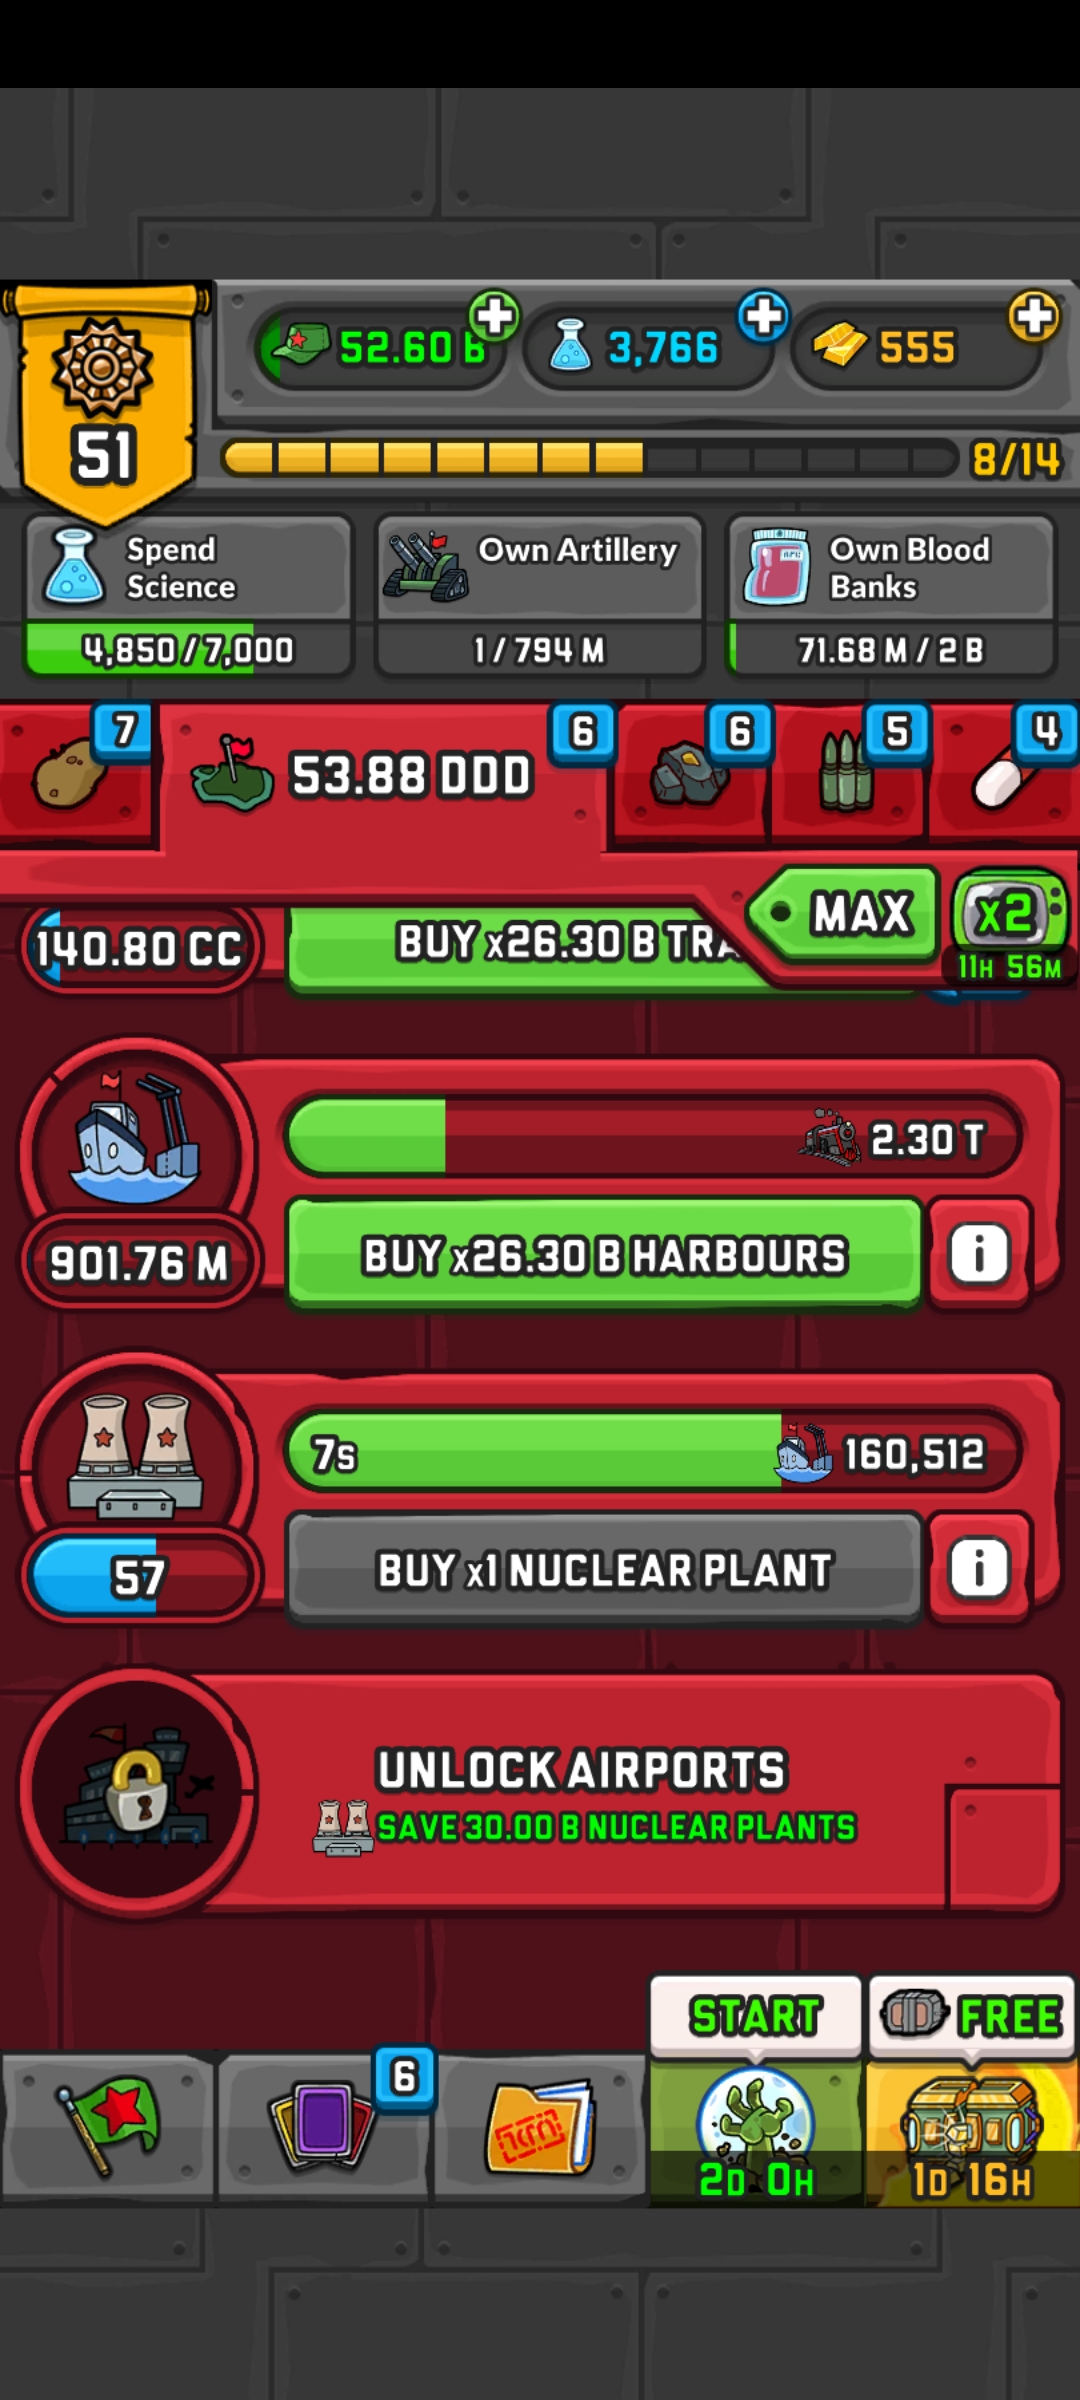 51
52.60 B
3,766
555
8/14
Spend
Science
4,850/7,000
Own Artillery
1/794 M
Own Blood
Banks
71.68 M/2 B
7
53.88 DDD
6
6
5
4
MAX
x2
11H 56M
140.80 CC
BUY x26.30 B TRA
2.30 T
901.76 M
BUY x26.30 B HARBOURS
i
7s
160,512
57
BUY x1 NUCLEAR PLANT
i
UNLOCK AIRPORTS
SAVE 30.00 B NUCLEAR PLANTS
START
FREE
6
2D 0H
1D 16H